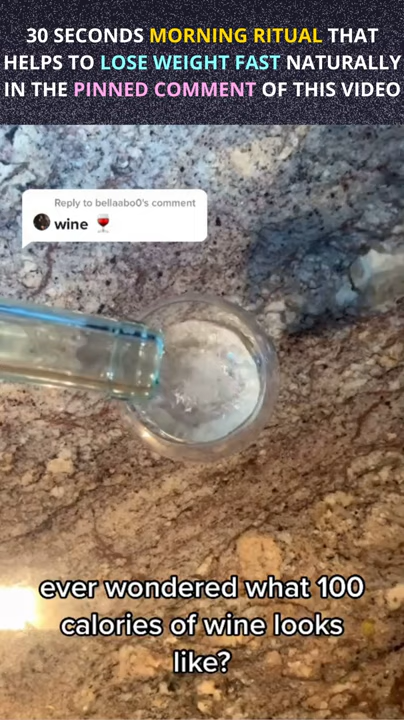 30 SECONDS MORNING RITUAL THAT
HELPS TO LOSE WEIGHT FAST NATURALLY
IN THE PINNED COMMENT OF THIS VIDEO
Reply to bellaabo0's comment
wine 🍷
ever wondered what 100
calories of wine looks
like?